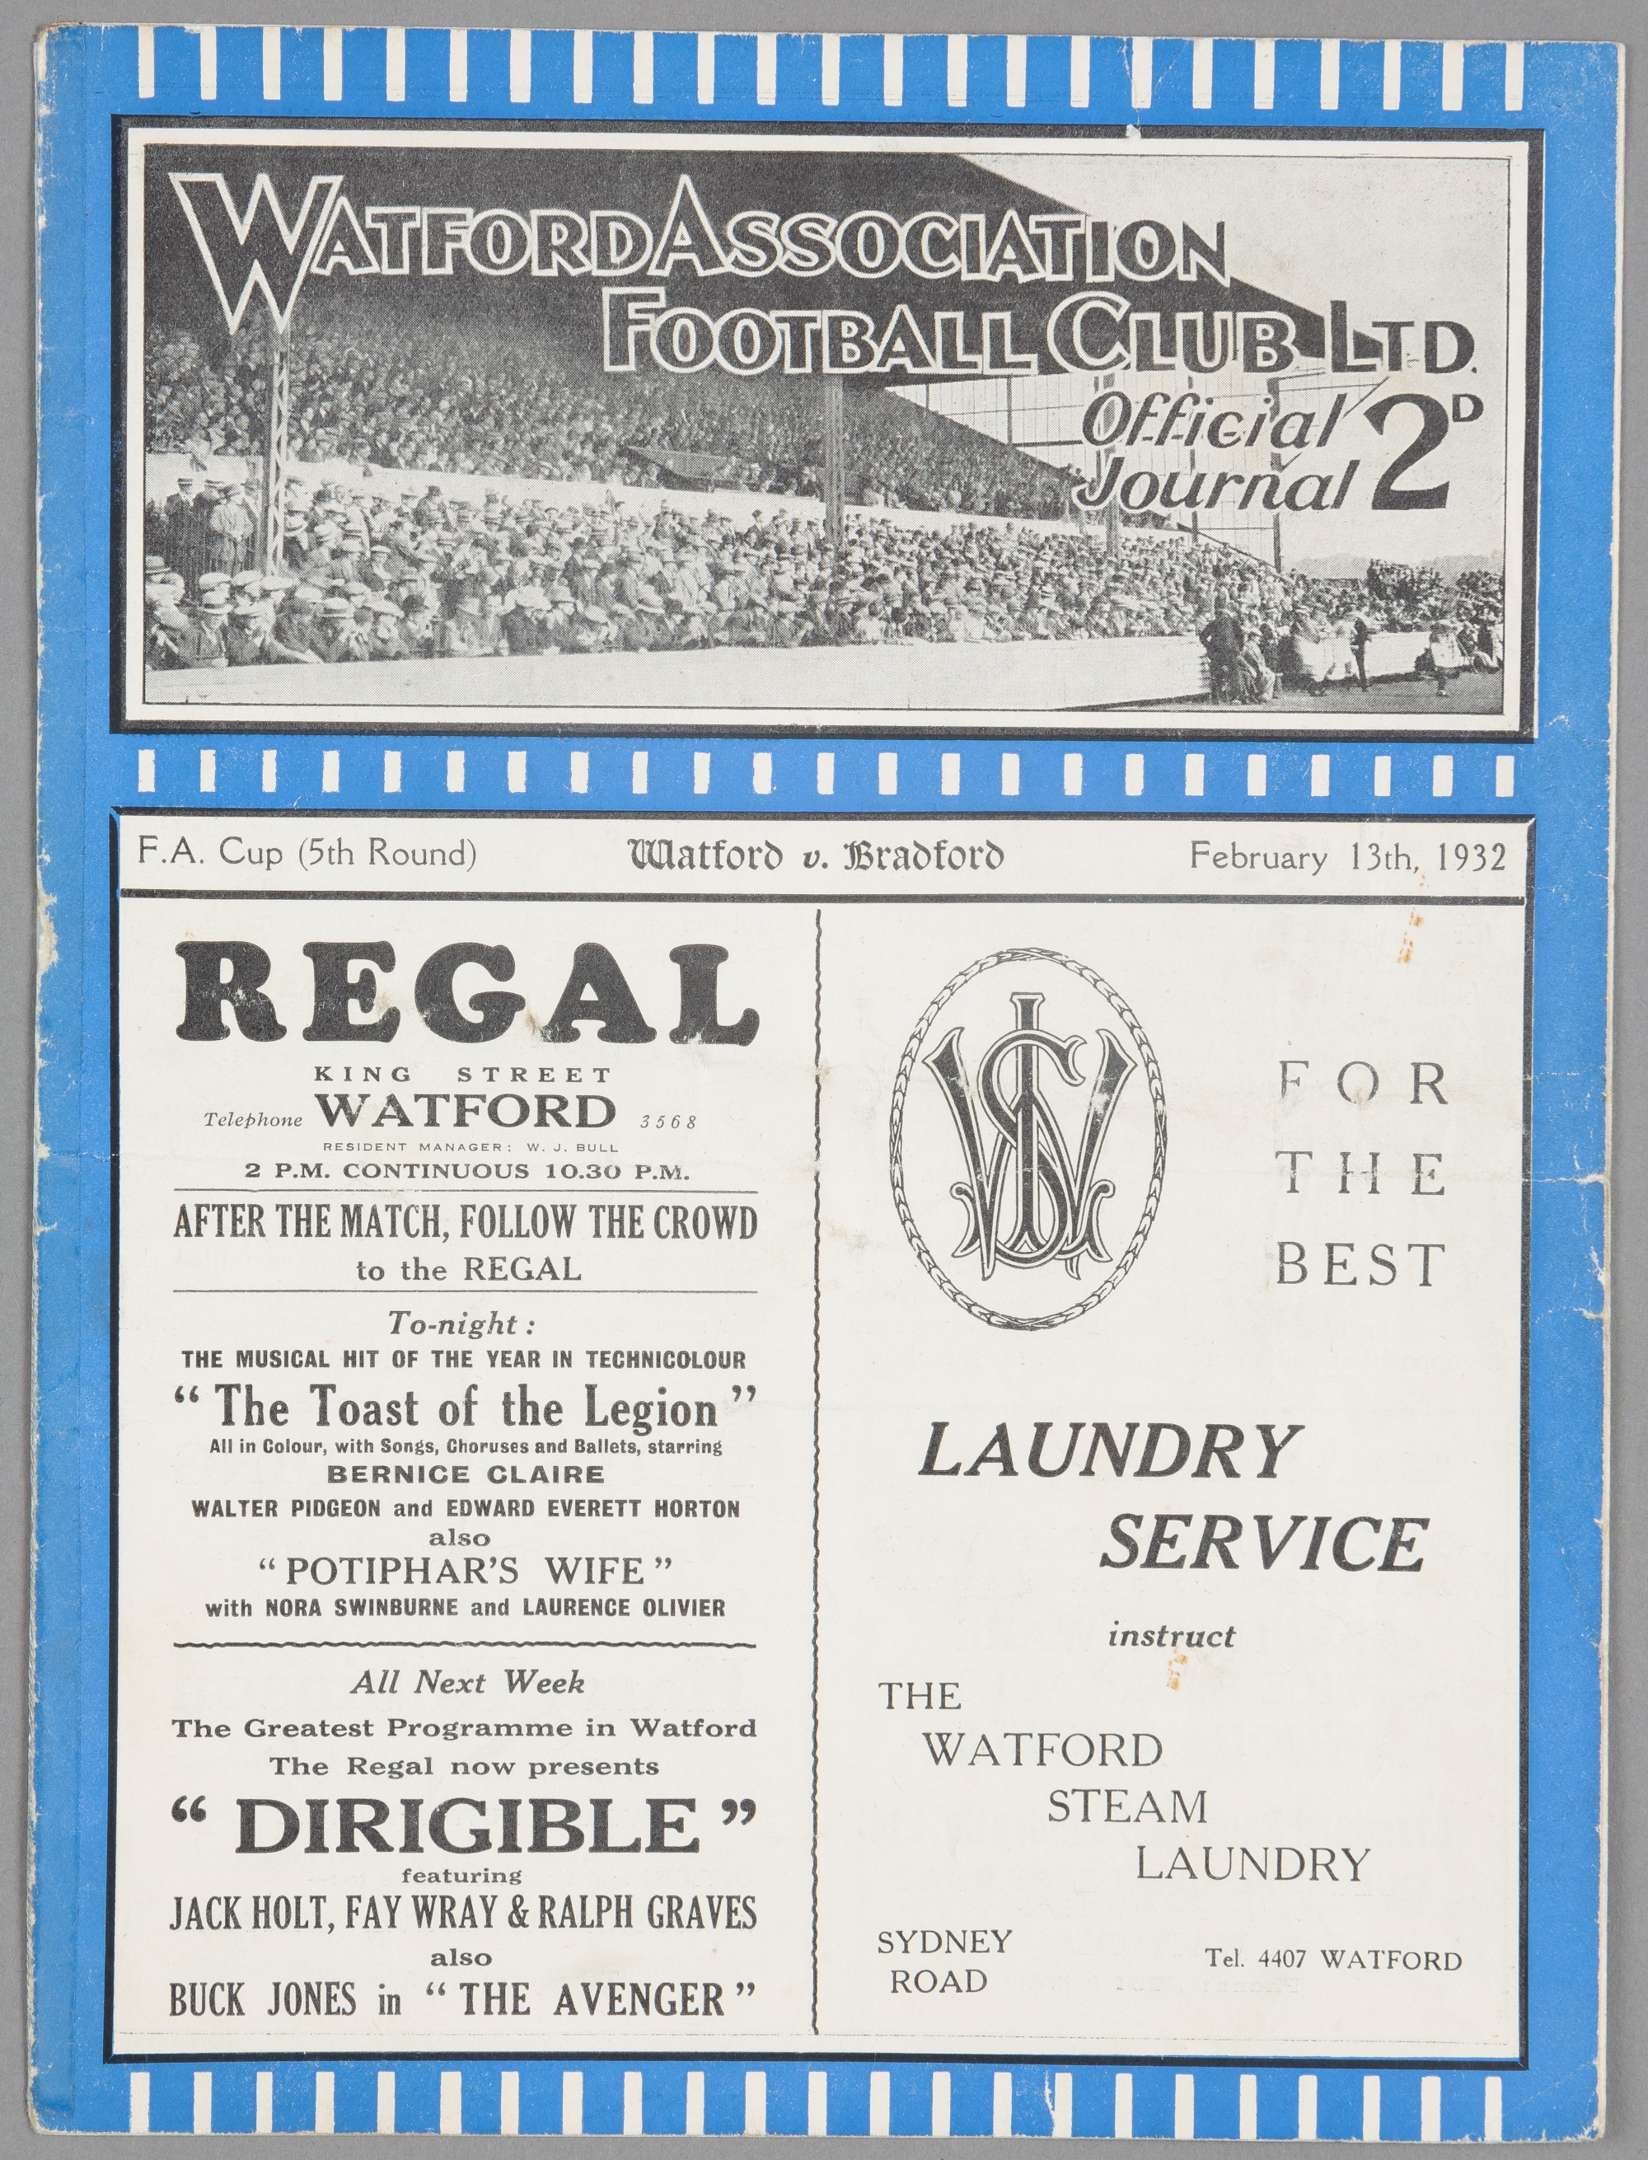 WATFORD ASSOCIATION
FOOTBALL CLUB LTD.
Official
Journal 2D
F.A. Cup (5th Round) Watford v. Bradford February 13th, 1932
REGAL
KING STREET
Telephone WATFORD 3568
RESIDENT MANAGER: W. J. BULL
2 P.M. CONTINUOUS 10.30 P.M.
AFTER THE MATCH, FOLLOW THE CROWD
to the REGAL
To-night:
THE MUSICAL HIT OF THE YEAR IN TECHNICOLOUR
"The Toast of the Legion"
All in Colour, with Songs, Choruses and Ballets, starring
BERNICE CLAIRE
WALTER PIDGEON and EDWARD EVERETT HORTON
also
"POTIPHAR'S WIFE"
with NORA SWINBURNE and LAURENCE OLIVIER
All Next Week
The Greatest Programme in Watford
The Regal now presents
"DIRIGIBLE"
featuring
JACK HOLT, FAY WRAY & RALPH GRAVES
also
BUCK JONES in "THE AVENGER"
FOR
THE
BEST
LAUNDRY
SERVICE
instruct
THE
WATFORD
STEAM
LAUNDRY
SYDNEY
ROAD
Tel. 4407 WATFORD